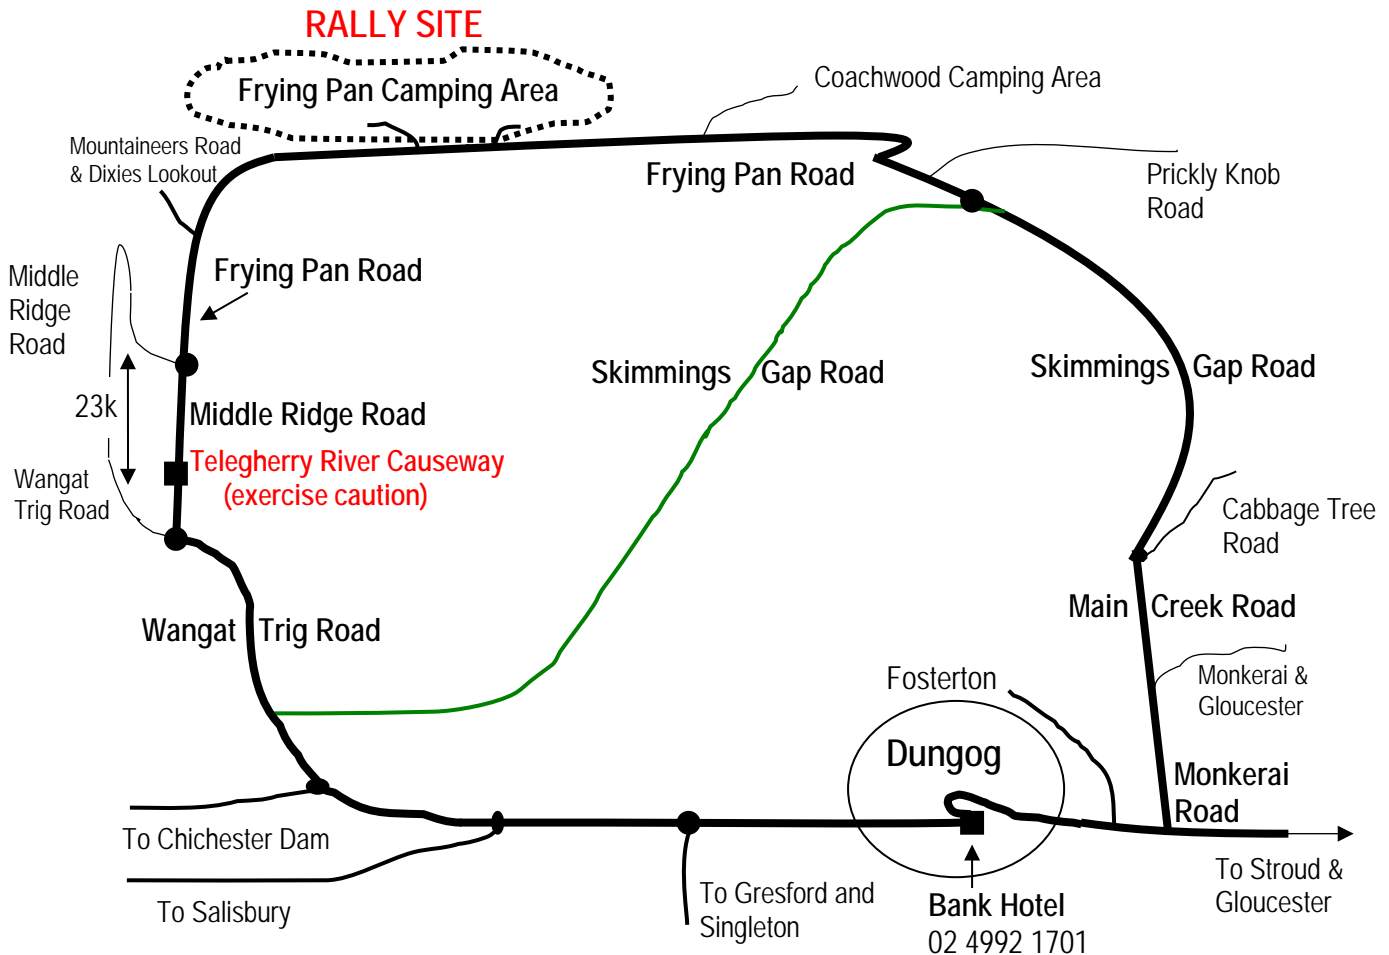 RALLY SITE
Frying Pan Camping Area
Coachwood Camping Area
Mountaineers Road
& Dixies Lookout
Frying Pan Road
Prickly Knob
Road
Middle
Ridge
Road
Frying Pan Road
Skimmings Gap Road
Skimmings Gap Road
23k
Middle Ridge Road
Telegherry River Causeway
(exercise caution)
Wangat
Trig Road
Cabbage Tree
Road
Wangat Trig Road
Main Creek Road
Fosterton
Monkerai &
Gloucester
Dungog
Monkerai
Road
To Chichester Dam
To Salisbury
To Gresford and
Singleton
Bank Hotel
02 4992 1701
To Stroud &
Gloucester